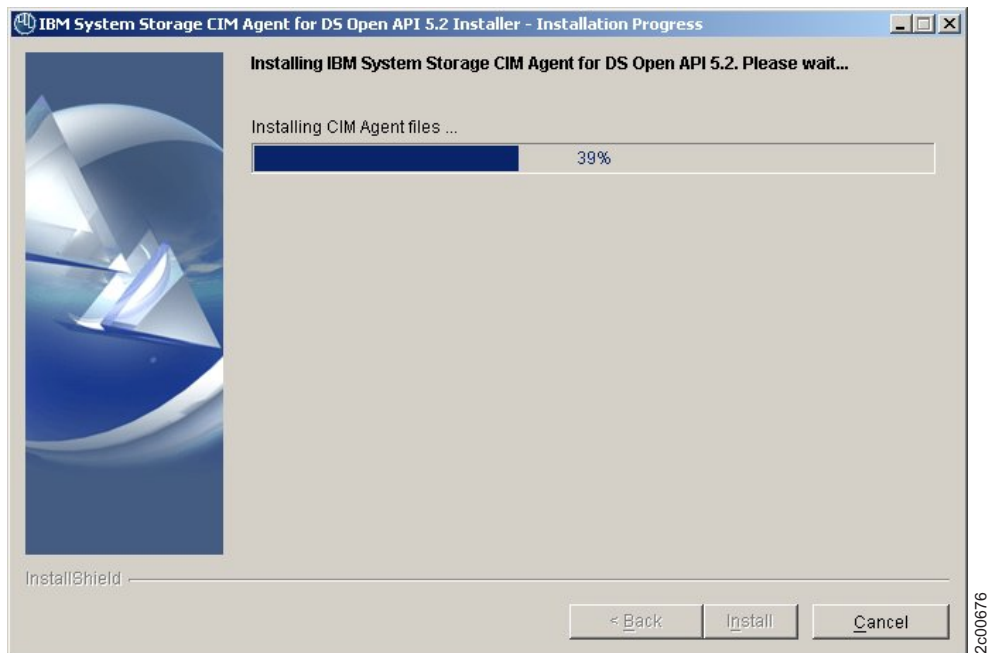 IBM System Storage CIM Agent for DS Open API 5.2 Installer - Installation Progress
Installing IBM System Storage CIM Agent for DS Open API 5.2. Please wait...
Installing CIM Agent files ...
39%
InstallShield
< Back
Install
Cancel
2c00676